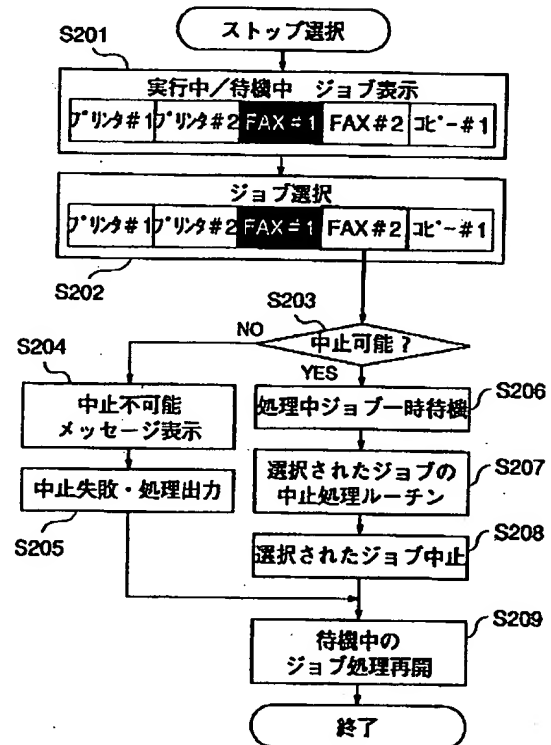 ストップ選択
S201
実行中/待機中 ジョブ表示
プリンタ#1 プリンタ#2 FAX#1 FAX#2 コピー#1
ジョブ選択
プリンタ#1 プリンタ#2 FAX#1 FAX#2 コピー#1
S202
S203
NO
中止可能?
YES
S204
中止不可能
メッセージ表示
S206
処理中ジョブ一時待機
中止失敗・処理出力
S205
S207
選択されたジョブの
中止処理ルーチン
S208
選択されたジョブ中止
S209
待機中の
ジョブ処理再開
終了